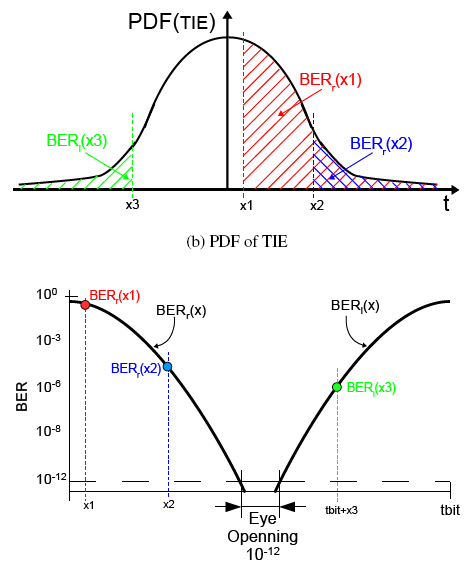 PDF(TIE)
BERr(x1)
BERl(x3)
BERr(x2)
x3
x1
x2
t
(b) PDF of TIE
10^0
BERr(x1)
BERr(x)
BERl(x)
10^-3
BERr(x2)
10^-6
BERl(x3)
BER
10^-8
10^-12
x1
x2
tbit+x3
tbit
Eye
Openning
10^-12